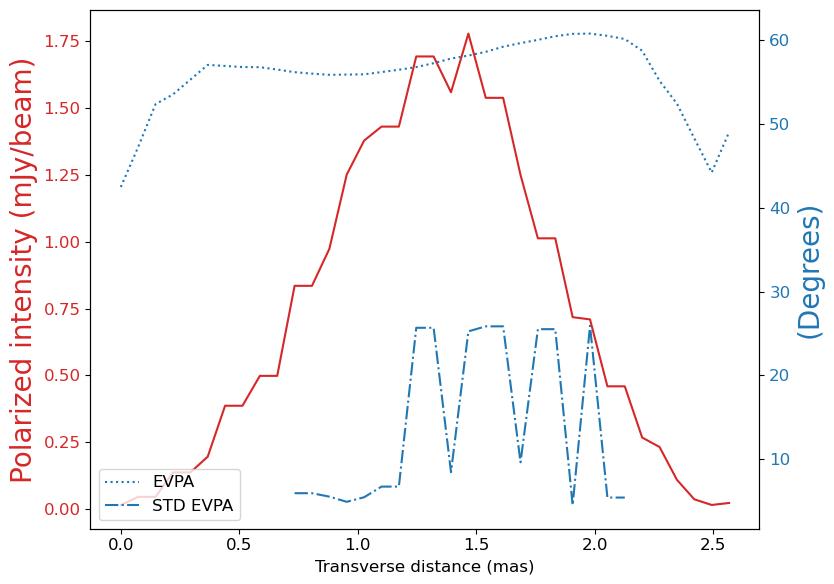 Polarized intensity (mJy/beam)
1.75
1.50
1.25
1.00
0.75
0.50
0.25
0.00
EVPA
STD EVPA
60
50
40
30
20
10
(Degrees)
0.0 0.5 1.0 1.5 2.0 2.5
Transverse distance (mas)